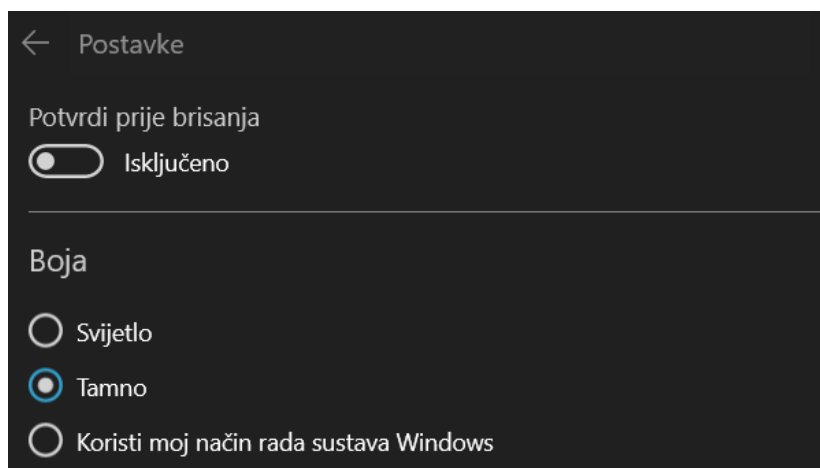 Postavke
Potvrdi prije brisanja
Isključeno
Boja
Svijetlo
Tamno
Koristi moj način rada sustava Windows